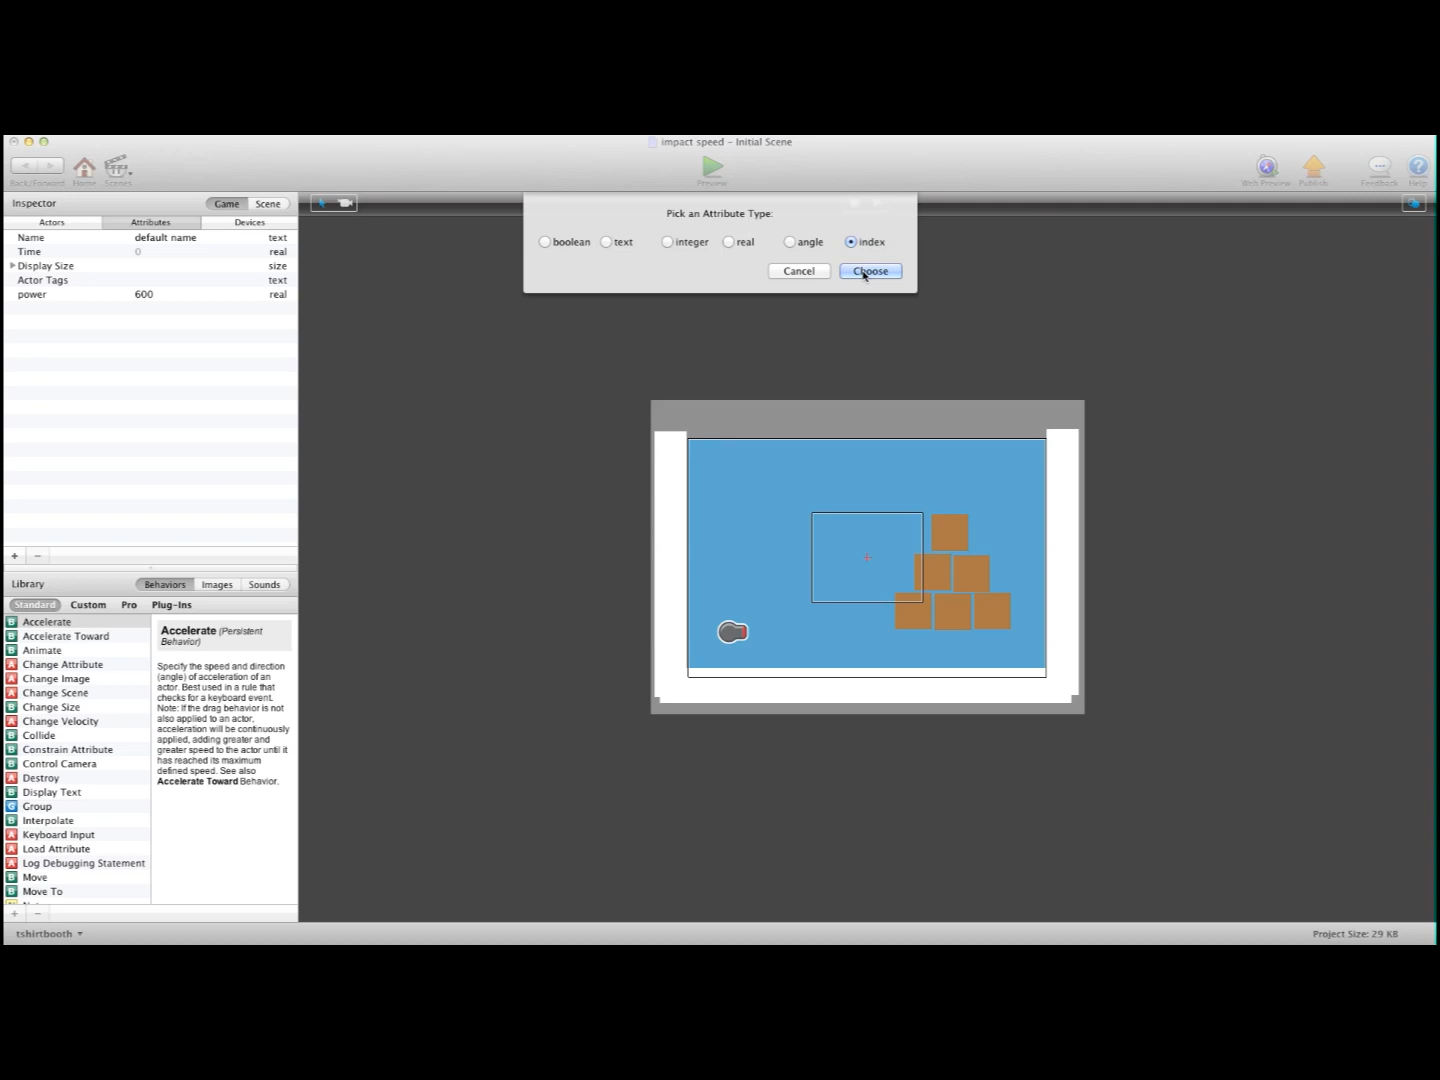 impact speed – Initial Scene
Back/Forward Home Scenes Preview Web Preview Publish Feedback Help
Inspector Game Scene
Actors Attributes Devices
Name default name text
Time 0 real
Display Size size
Actor Tags text
power 600 real
Pick an Attribute Type:
boolean text integer real angle index
Cancel Choose
+ −
Library Behaviors Images Sounds
Standard Custom Pro Plug-Ins
B Accelerate
B Accelerate Toward
B Animate
A Change Attribute
A Change Image
A Change Scene
B Change Size
A Change Velocity
B Collide
B Constrain Attribute
B Control Camera
A Destroy
B Display Text
G Group
B Interpolate
A Keyboard Input
A Load Attribute
A Log Debugging Statement
B Move
B Move To
Accelerate (Persistent
Behavior)
Specify the speed and direction
(angle) of acceleration of an
actor. Best used in a rule that
checks for a keyboard event.
Note: If the drag behavior is not
also applied to an actor,
acceleration will be continuously
applied, adding greater and
greater speed to the actor until it
has reached its maximum
defined speed. See also
Accelerate Toward Behavior.
+ −
tshirtbooth
Project Size: 29 KB